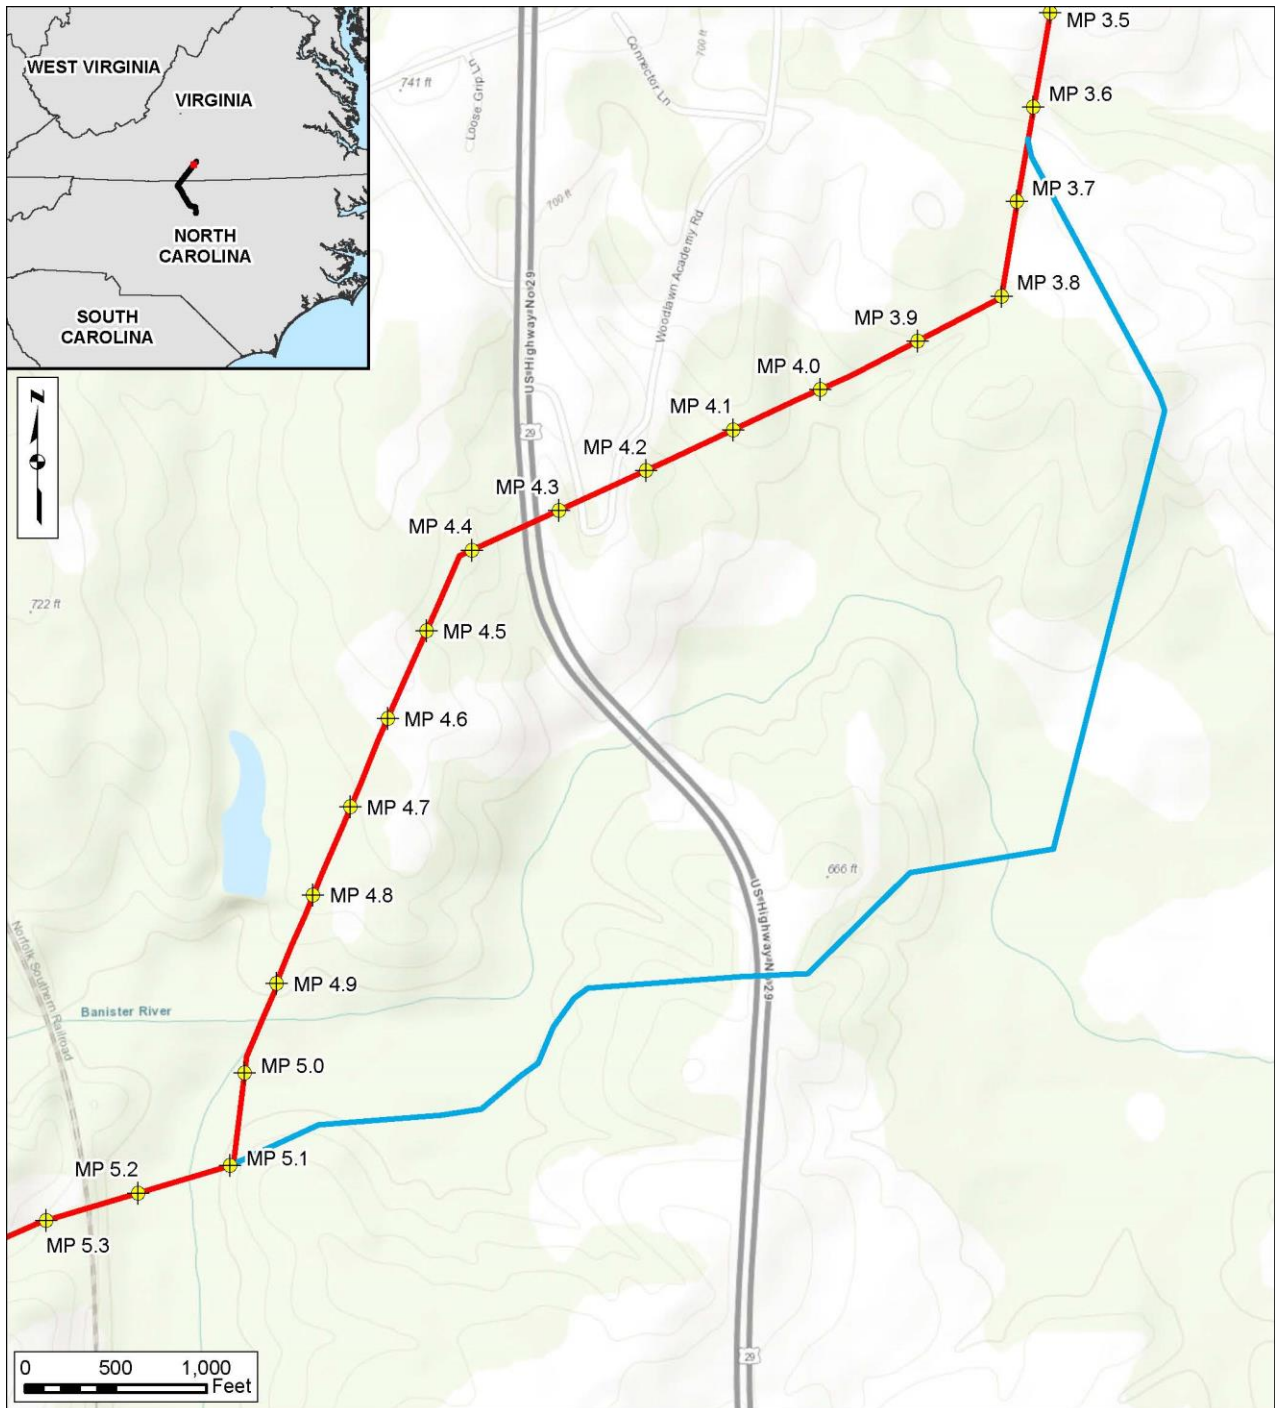 WEST VIRGINIA
VIRGINIA
NORTH
CAROLINA
SOUTH
CAROLINA
N
741 ft
Loose Grip Ln
Connector Ln
700 ft
700 ft
Woodlawn Academy Rd
US Highway No 29
29
MP 3.5
MP 3.6
MP 3.7
MP 3.8
MP 3.9
MP 4.0
MP 4.1
MP 4.2
MP 4.3
MP 4.4
MP 4.5
722 ft
MP 4.6
MP 4.7
MP 4.8
666 ft
US Highway No 29
MP 4.9
Norfolk Southern Railroad
Banister River
MP 5.0
MP 5.1
MP 5.2
MP 5.3
29
0 500 1,000
Feet